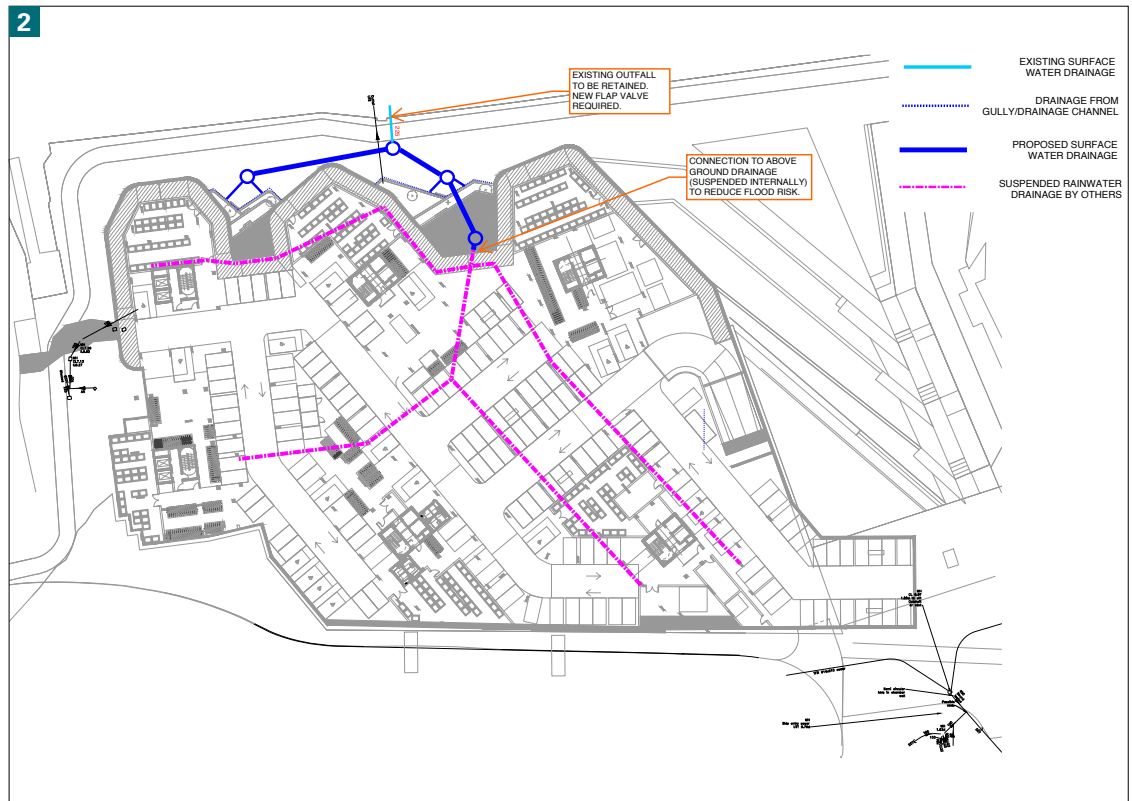 2
EXISTING OUTFALL
TO BE RETAINED.
NEW FLAP VALVE
REQUIRED.
225
CONNECTION TO ABOVE
GROUND DRAINAGE
(SUSPENDED INTERNALLY)
TO REDUCE FLOOD RISK.
EXISTING SURFACE
WATER DRAINAGE
DRAINAGE FROM
GULLY/DRAINAGE CHANNEL
PROPOSED SURFACE
WATER DRAINAGE
SUSPENDED RAINWATER
DRAINAGE BY OTHERS